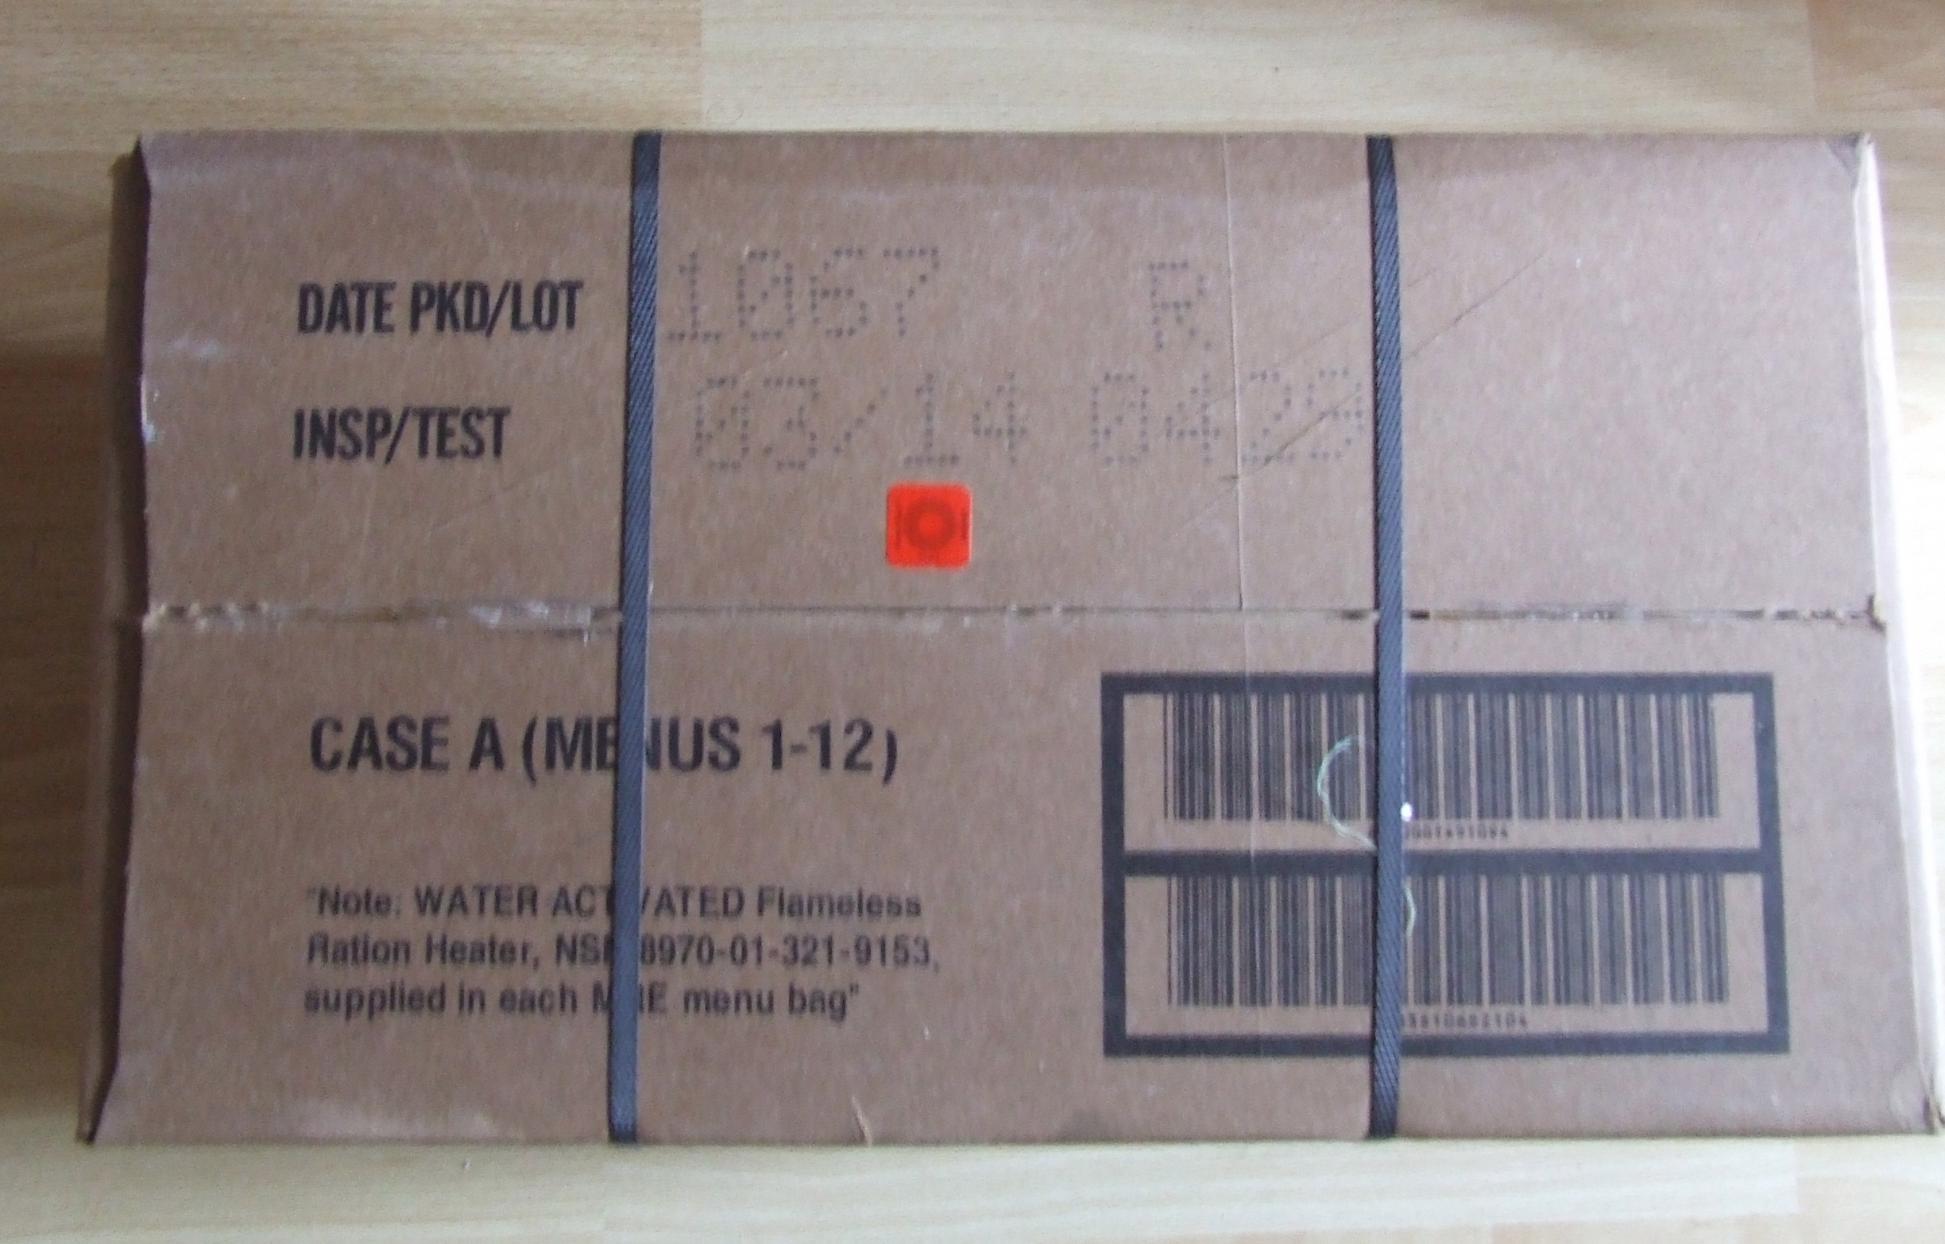 DATE PKD/LOT 1067 R
INSP/TEST 03/14 0429
CASE A (MENUS 1-12)
"Note: WATER ACTIVATED Flameless
Ration Heater, NSN 8970-01-321-9153,
supplied in each MRE menu bag"